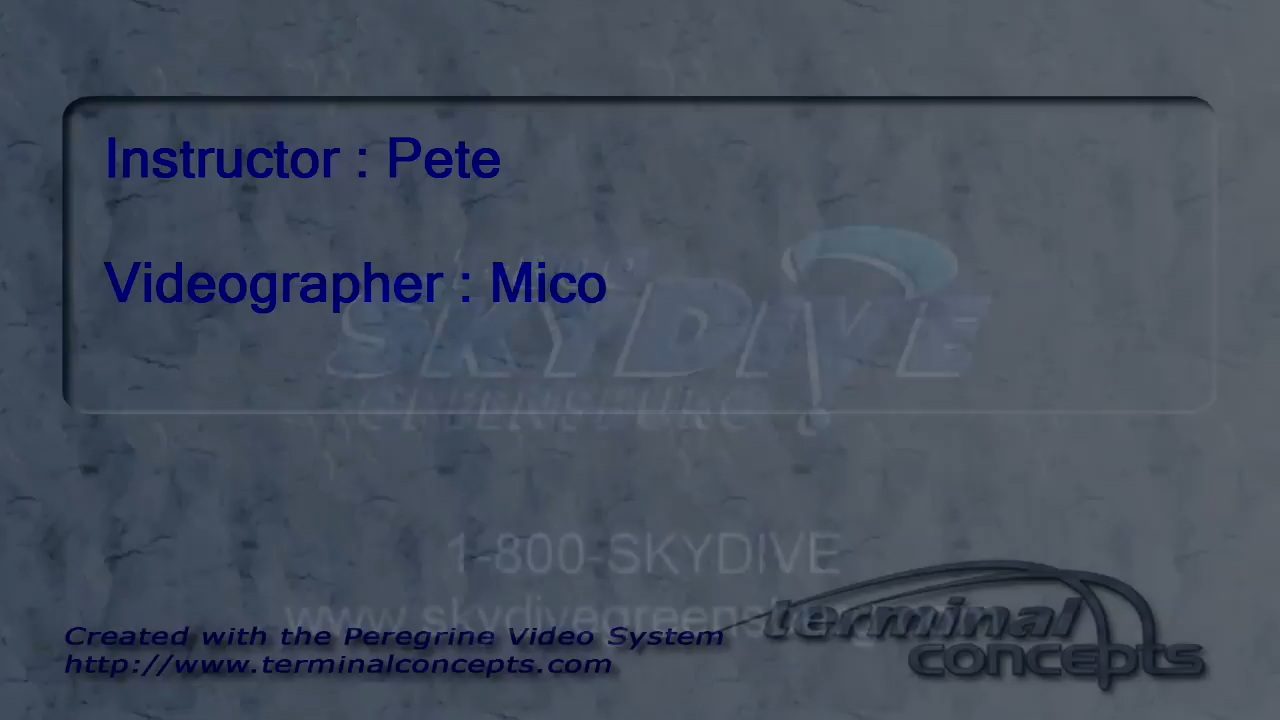 Instructor : Pete
Videographer : Mico
SKYDIVE
GREENSBURG
1-800-SKYDIVE
Created with the Peregrine Video System
http://www.terminalconcepts.com
terminal
concepts